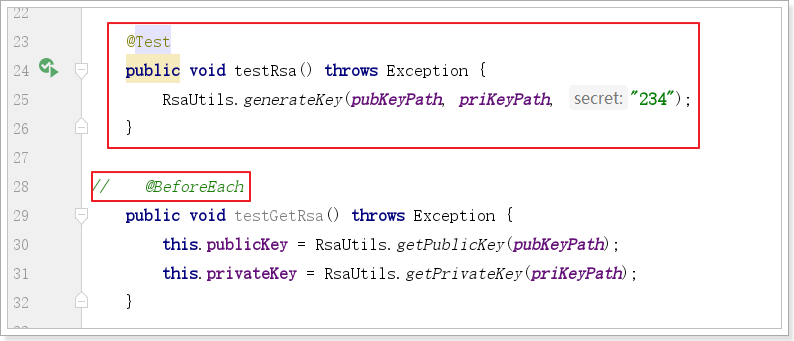 22
23 @Test
24 public void testRsa() throws Exception {
25 RsaUtils.generateKey(pubKeyPath, priKeyPath, secret: "234");
26 }
27
28 // @BeforeEach
29 public void testGetRsa() throws Exception {
30 this.publicKey = RsaUtils.getPublicKey(pubKeyPath);
31 this.privateKey = RsaUtils.getPrivateKey(priKeyPath);
32 }